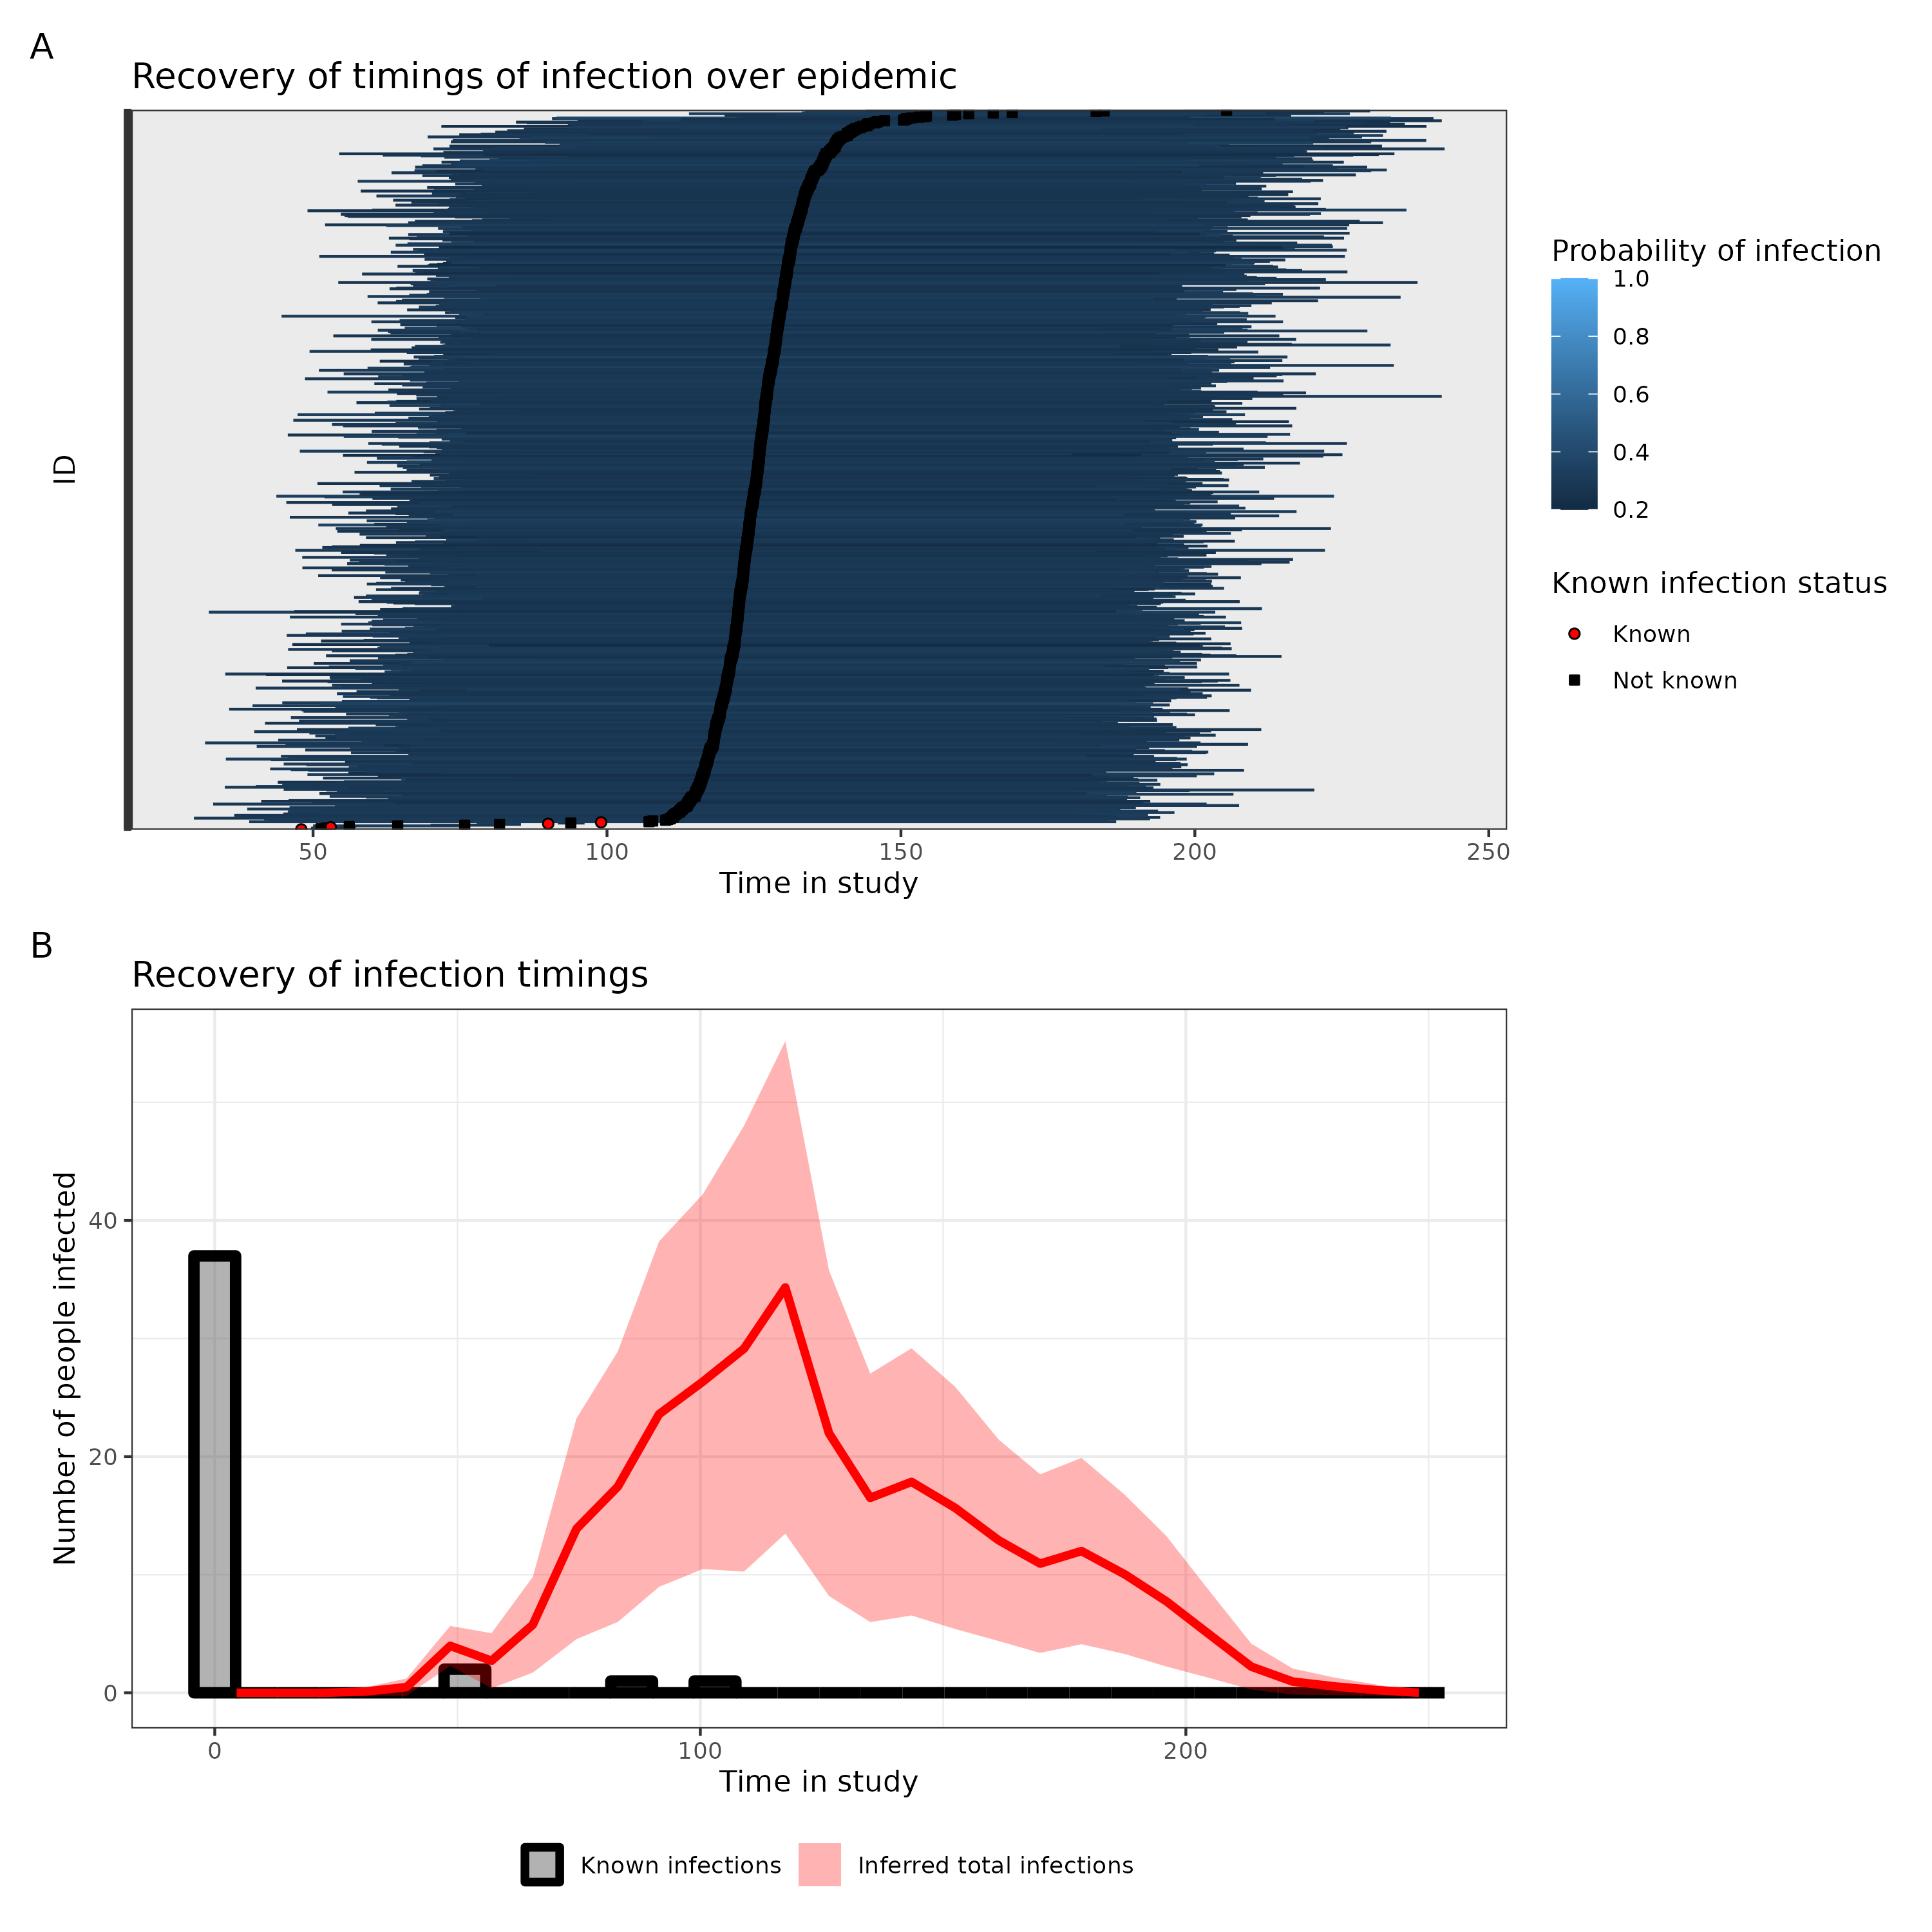 A
Recovery of timings of infection over epidemic
ID
50 100 150 200 250
Time in study
Probability of infection
1.0
0.8
0.6
0.4
0.2
Known infection status
Known
Not known
B
Recovery of infection timings
Number of people infected
40
20
0
0 100 200
Time in study
Known infections Inferred total infections